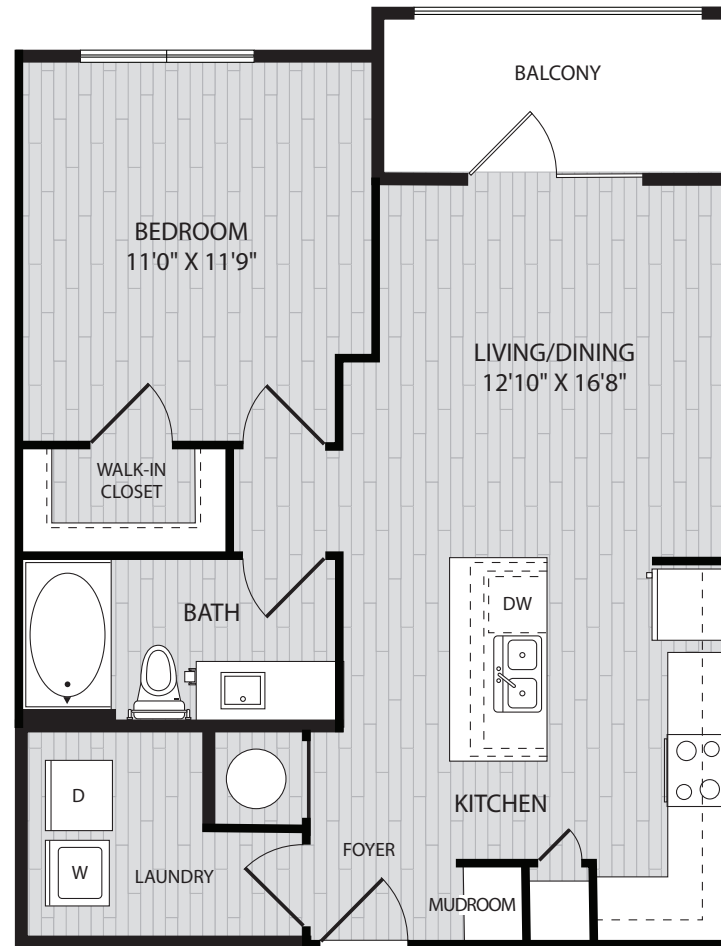 BALCONY
BEDROOM
11'0" X 11'9"
LIVING/DINING
12'10" X 16'8"
WALK-IN
CLOSET
DW
BATH
D
KITCHEN
FOYER
W
LAUNDRY
MUDROOM